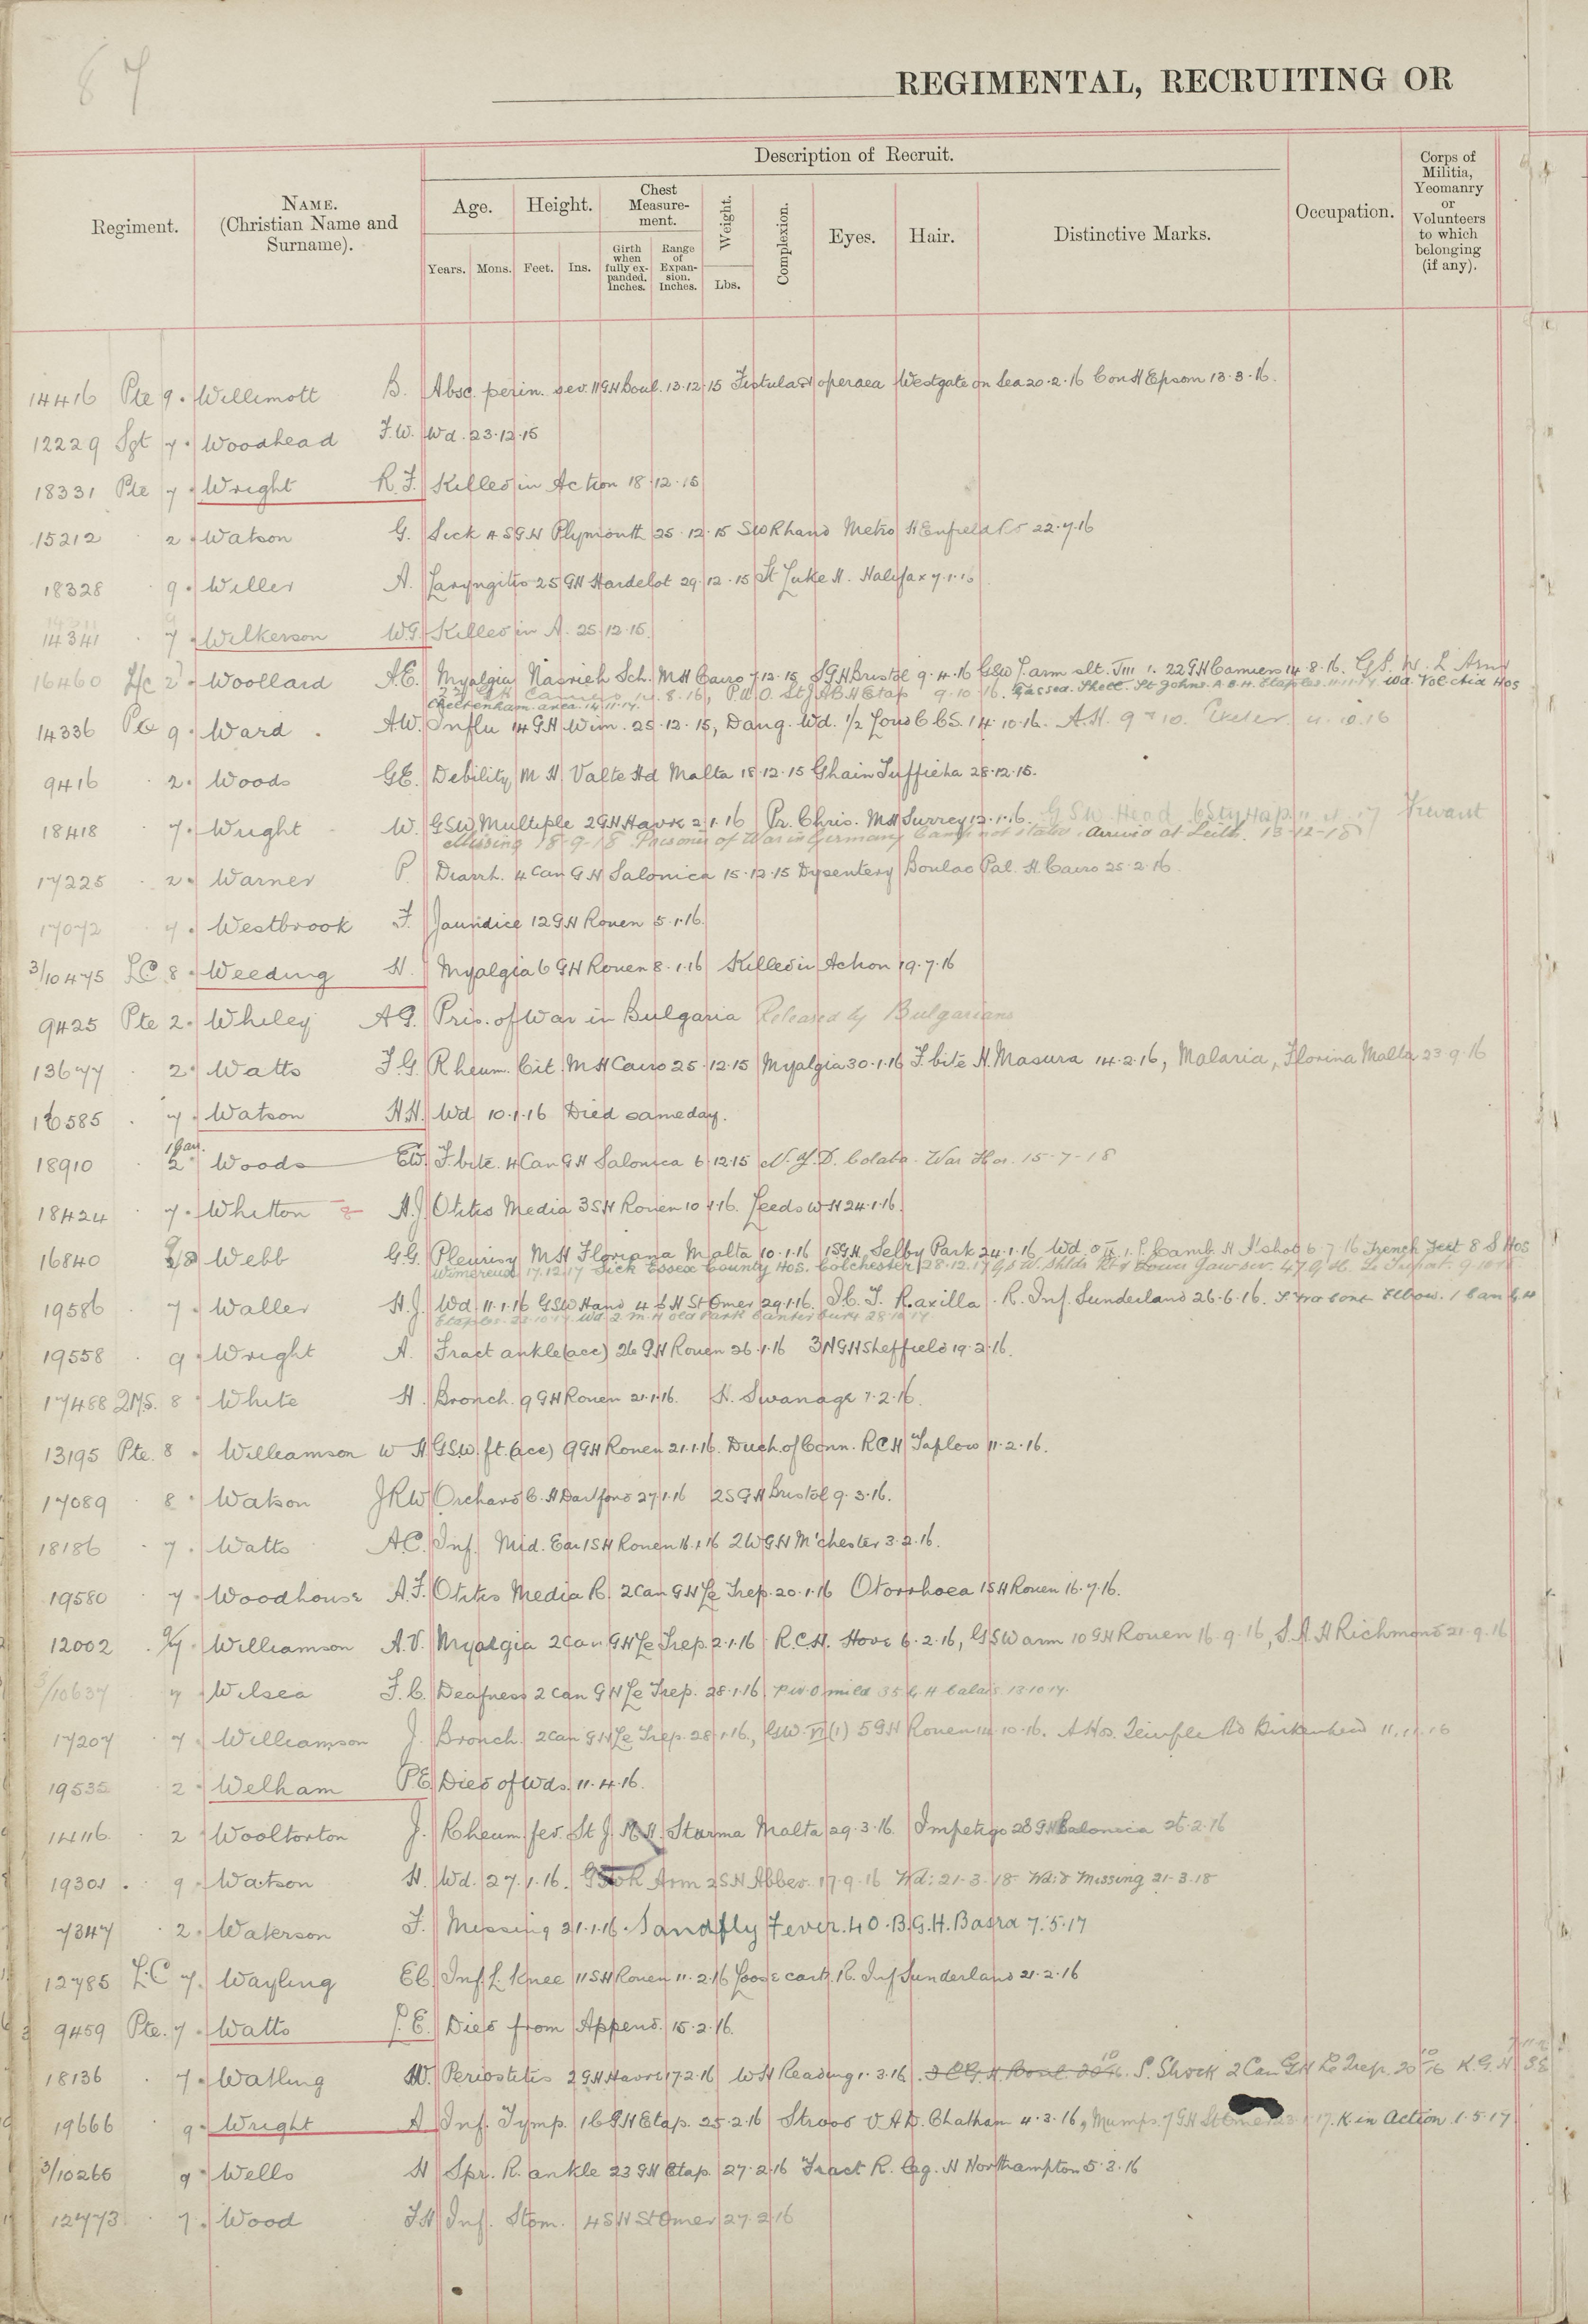 67
REGIMENTAL, RECRUITING OR
Regiment.
NAME.
(Christian Name and
Surname).
Description of Recruit.
Age.
Height.
Chest
Measure-
ment.
Weight.
Complexion.
Eyes.
Hair.
Distinctive Marks.
Occupation.
Corps of
Militia,
Yeomanry
or
Volunteers
to which
belonging
(if any).
Years.
Mons.
Feet.
Ins.
Girth
when
fully ex-
panded.
Inches.
Range
of
Expan-
sion.
Inches.
Lbs.
14416 Pte 9. Willimott B. Absc. perin. sev. 11 GH Boul. 13.12.15 Fistula operaea Westgate on Sea 20.2.16 Con H Epsom 13.3.16.
12229 Sgt 7. Woodhead F.W. Wd. 23.12.15
18331 Pte 7. Wright R.F. Killed in Action 18.12.15
15212 2. Watson G. Sick 4 SGH Plymouth 25.12.15 SW R hand Metro H Enfield 22.7.16
18328 9. Willer A. Laryngitis 25 GH Hardelot 29.12.15 St Luke H. Halifax 7.1.16
14341 7. Wilkerson W.G. Killed in A. 25.12.15.
16460 L/c 2. Woollard A.E. Myalgia Nasrieh Sch. MH Cairo 7.12.15 SGH Bristol 9.4.16 GSW L arm slt. 22 GH Camiers 14.8.16. G.S.W. L Arm
22 GH Camiers 14.8.16, P.U.O. St J AB H Etap 9.10.16. Gassed. Shell. St Johns. A.B.H. Etaples. 11.11.17 Wd. Vol Aid Hos
Cheltenham area. 14.11.17.
14336 Pte 9. Ward. A.W. Influ 14 GH Wim. 25.12.15, Dang. Wd. 1/2 Lond C CS. 14.10.16. A.H. 9 & 10. Exeter 4.10.16
9416 2. Woods GE. Debility M H Valte Hd Malta 18.12.15 Ghain Tuffieha 28.12.15.
18418 7. Wright W. GSW Multiple 2 GH Havre 2.1.16 Pr. Chris. MH Surrey 12.1.16. GSW Head
Missing 18-9-18 Prisoner of War in Germany Camp not stated. Arrived at Leith. 13-12-18
17225 2. Warner P. Diarrh. 4 Can GH Salonica 15.12.15 Dysentery Boulac Pal. H. Cairo 25.2.16.
17072 7. Westbrook F. Jaundice 12 GH Rouen 5.1.16.
3/10475 L.C. 8. Weeding H. Myalgia 6 GH Rouen 8.1.16 Killed in Action 19.7.16
9425 Pte 2. Whiley A G. Pris. of War in Bulgaria Released by Bulgarians
13677 2. Watts F.G. Rheum. Cit. MH Cairo 25.12.15 Myalgia 30.1.16 F. bite H. Masura 14.2.16, Malaria, Florina Malta 23.9.16
16585 7. Watson H.H. Wd 10.1.16 Died same day.
18910 1 Gar. 2. Woods EW. F. bite. 4 Can GH Salonica 6.12.15 N.Y.D. Colaba War Hos. 15-7-18
18424 7. Whitton A.J. Otitis Media 3 SH Rouen 10.1.16. Leeds WH 24.1.16.
16840 8 Webb G.G. Pleurisy MH Floriana Malta 10.1.16 1 SGH, Selby Park 24.1.16 Wd. Camb. H A'shot 6.7.16 Trench Feet 8 S Hos
Wimereux 17.12.17 Sick Essex County Hos. Colchester 28.12.17 GSW. Shldr Rt & Lower Jaw sev. 47 G.H. Le Treport.
19586 7. Waller H.J. Wd 11.1.16 GSW Hand 4 SH St Omer 29.1.16. R. axilla. R. Inf. Sunderland 26.6.16. Elbow. 1 Can GH
Etaples. 22.10.17 Wd. 2. M.H old Park Canterbury 28.10.17
19558 9. Wright A. Fract ankle (acc) 26 GH Rouen 26.1.16 3 NGH Sheffield 19.2.16.
17488 QMS. 8 White H. Bronch. 9 GH Rouen 21.1.16. H. Swanage 7.2.16.
13195 Pte. 8. Williamson W H GSW. ft. (acc) 9 GH Rouen 21.1.16. Duch. of Conn. RCH Taplow 11.2.16.
17089 8. Watson JRW Orchard C.H Dartford 27.1.16 2 SGH Bristol 9.3.16.
18186 7. Watts A.C. Inf. Mid. Ear 1 SH Rouen 16.1.16 2 WGH M'chester 3.2.16.
19580 7. Woodhouse A.F. Otitis Media R. 2 Can GH Le Trep. 20.1.16 Otorrhoea 1 SH Rouen 16.7.16.
12002 9/7. Williamson A.V. Myalgia 2 Can. GH Le Trep. 2.1.16 R.C.H. Hove 6.2.16, GSW arm 10 GH Rouen 16.9.16, S.A.H Richmond 21.9.16
3/10637 7. Wilsea F.C. Deafness 2 Can GH Le Trep. 28.1.16 P.U.O mild 35 G.H Calais 13.10.17.
17207 7. Williamson J. Bronch. 2 Can GH Le Trep. 28.1.16, GSW. VI (1) 5 GH Rouen 14.10.16. A Hos. Temple Rd Birkenhead 11.11.16
19535 2. Welham P E Died of Wds. 11.4.16.
14116 2 Wooltorton J. Rheum. fev. St J. MH. Sturma Malta 29.3.16. Impetigo 28 GH Salonica 26.2.16
19301. 9. Watson H. Wd. 27.1.16. GSW R Arm 2 SH Abbev. 17.9.16 Wd: 21-3-18 Wd: & Missing 21-3-18
7347 2. Waterson F. Missing 21.1.16. Sandfly Fever. 40. B.G.H. Basra 7.5.17
12785 L.C 7. Wayling EC. Inf. L. Knee 11 SH Rouen 11.2.16 Loose cart. R. Inf Sunderland 21.2.16
9459 Pte. 7. Watts P.E. Died from Append. 15.2.16.
18136 7. Watling W. Periostitis 2 GH Havre 17.2.16 WH Reading 1.3.16. S. Shock 2 Can GH Le Trep. 20/10/16 K.G.H
19666 9. Wright A Inf. Tymp. 18 GH Etap. 25.2.16 Strood V.A.D. Chatham 4.3.16, Mumps. 7 GH St Omer 17. K in Action 1.5.17
3/10266 9. Wells H Spr. R. ankle 23 GH Etap. 27.2.16 Fract R. leg. H Northampton 5.3.16
12473 7. Wood F.H Inf. Stom. 4 SH St Omer 27.2.16